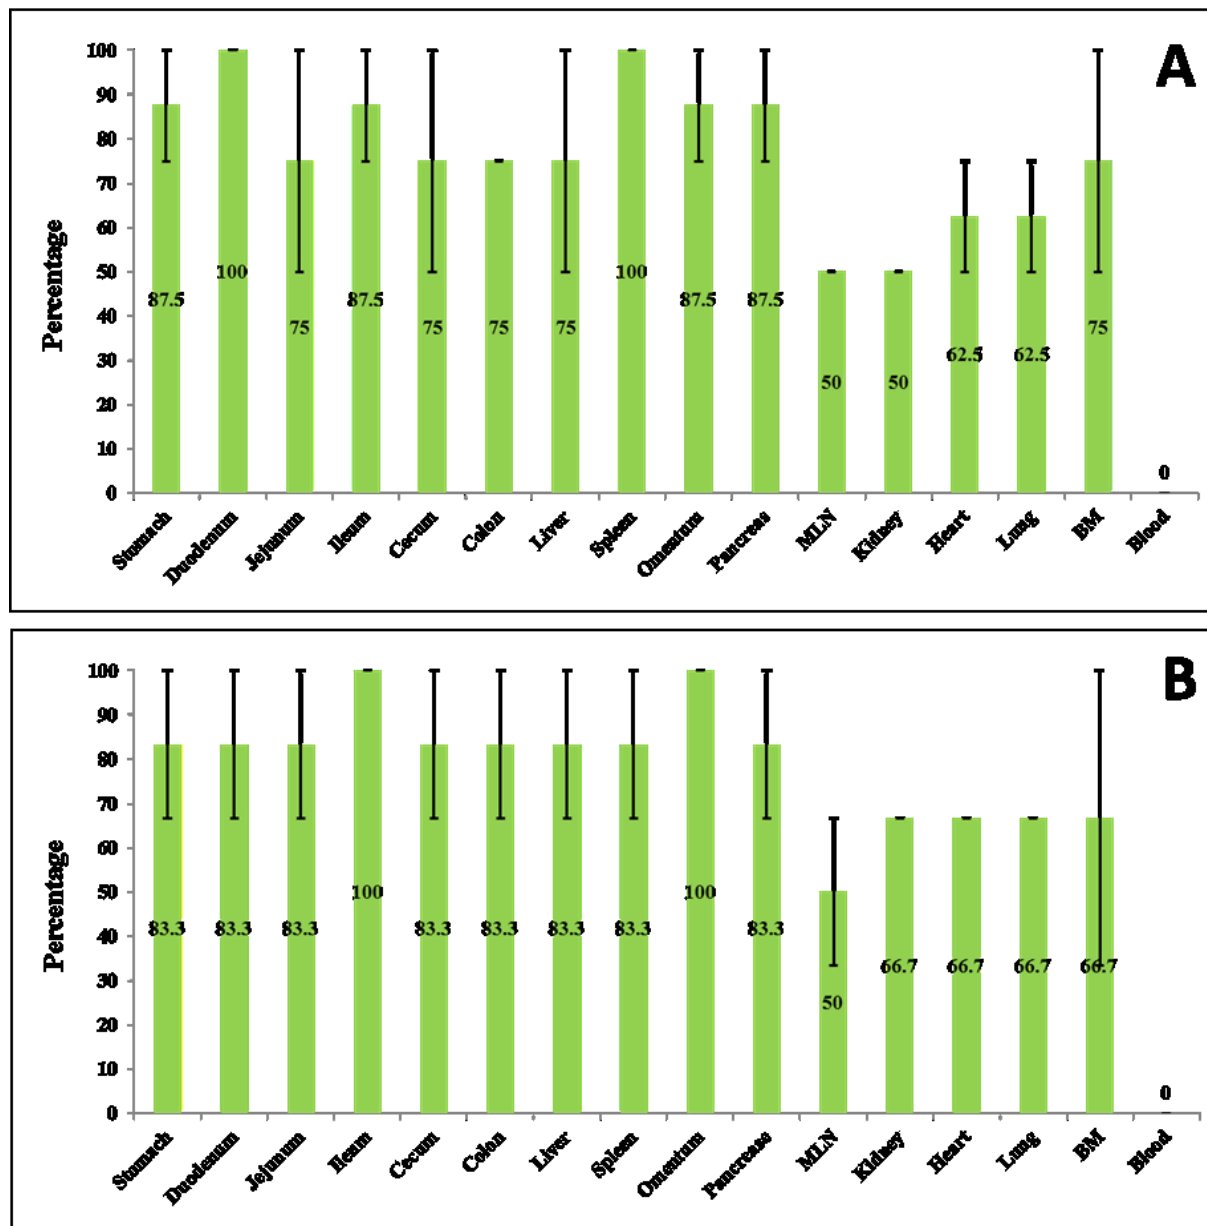 A
Percentage
100
90
80
70
60
50
40
30
20
10
0
87.5
100
75
87.5
75
75
75
100
87.5
87.5
50
50
62.5
62.5
75
0
Stomach
Duodenum
Jejunum
Ileum
Cecum
Colon
Liver
Spleen
Omentum
Pancreas
MLN
Kidney
Heart
Lung
BM
Blood
B
Percentage
100
90
80
70
60
50
40
30
20
10
0
83.3
83.3
83.3
100
83.3
83.3
83.3
83.3
100
83.3
50
66.7
66.7
66.7
66.7
0
Stomach
Duodenum
Jejunum
Ileum
Cecum
Colon
Liver
Spleen
Omentum
Pancrease
MLN
Kidney
Heart
Lung
BM
Blood